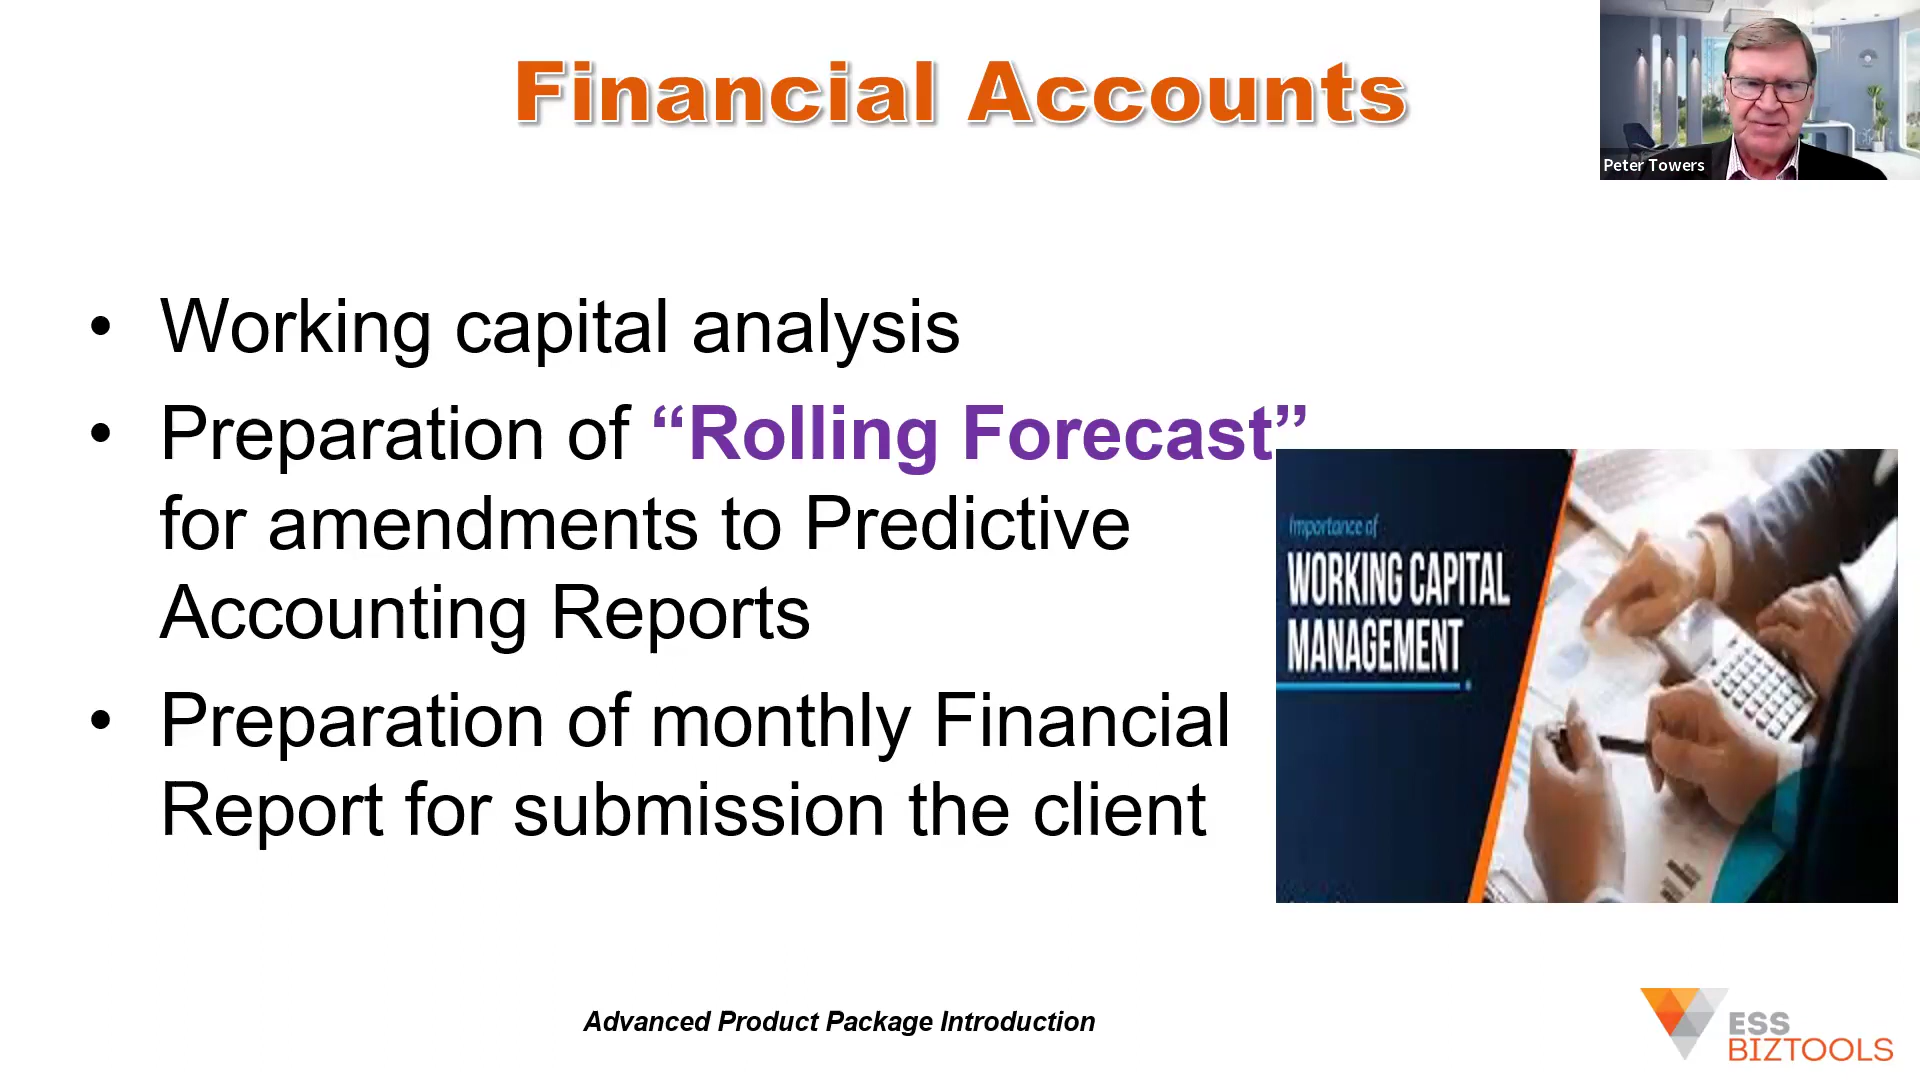 Financial Accounts
Peter Towers
• Working capital analysis
• Preparation of “Rolling Forecast”
for amendments to Predictive
Accounting Reports
• Preparation of monthly Financial
Report for submission the client
Importance of
WORKING CAPITAL
MANAGEMENT
Advanced Product Package Introduction
ESS
BIZTOOLS